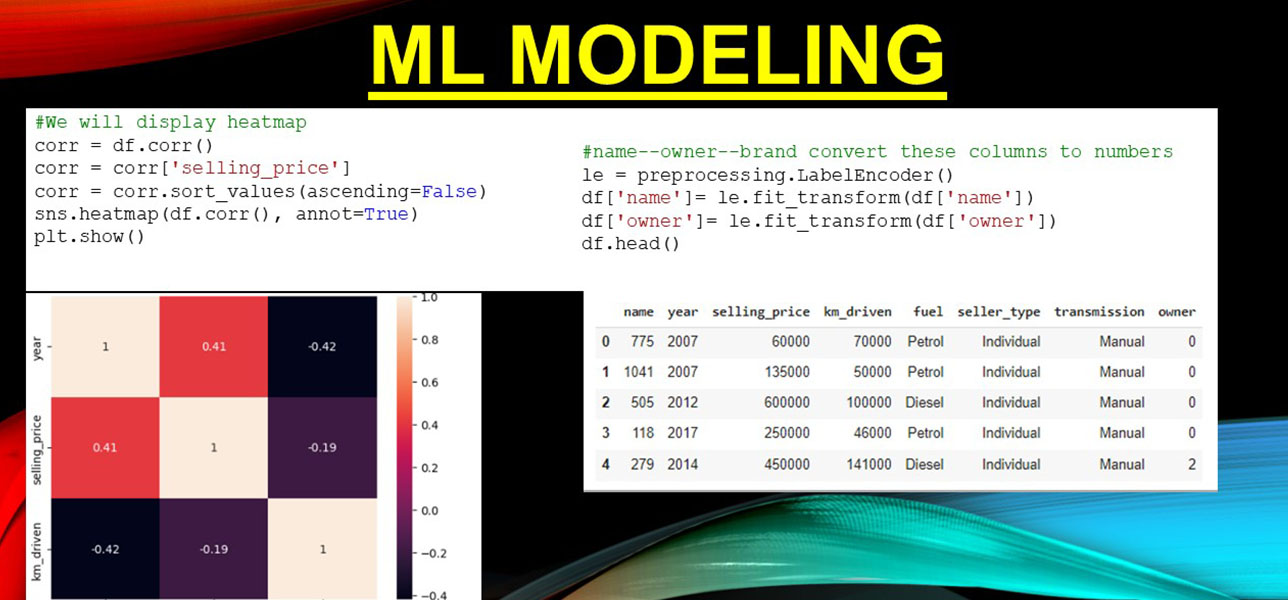 ML MODELING
#We will display heatmap
corr = df.corr()
corr = corr['selling_price']
corr = corr.sort_values(ascending=False)
sns.heatmap(df.corr(), annot=True)
plt.show()
#name--owner--brand convert these columns to numbers
le = preprocessing.LabelEncoder()
df['name']= le.fit_transform(df['name'])
df['owner']= le.fit_transform(df['owner'])
df.head()
year
1 0.41 -0.42
selling_price
0.41 1 -0.19
km_driven
-0.42 -0.19 1
1.0
0.8
0.6
0.4
0.2
0.0
-0.2
-0.4
name year selling_price km_driven fuel seller_type transmission owner
0 775 2007 60000 70000 Petrol Individual Manual 0
1 1041 2007 135000 50000 Petrol Individual Manual 0
2 505 2012 600000 100000 Diesel Individual Manual 0
3 118 2017 250000 46000 Petrol Individual Manual 0
4 279 2014 450000 141000 Diesel Individual Manual 2